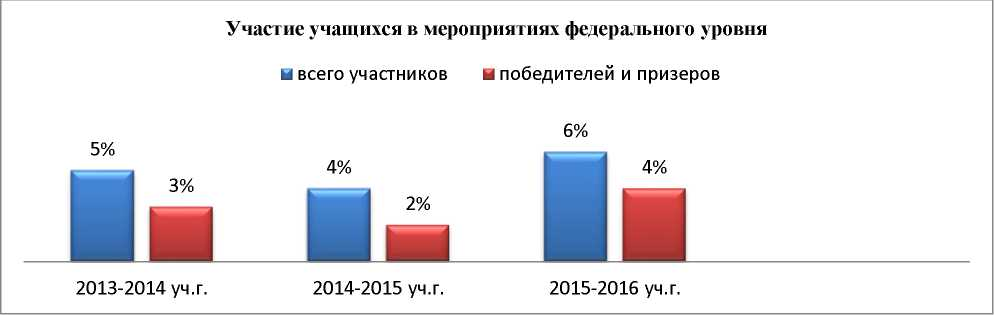 Участие учащихся в мероприятиях федерального уровня
всего участников победителей и призеров
5% 3% 4% 2% 6% 4%
2013-2014 уч.г. 2014-2015 уч.г. 2015-2016 уч.г.